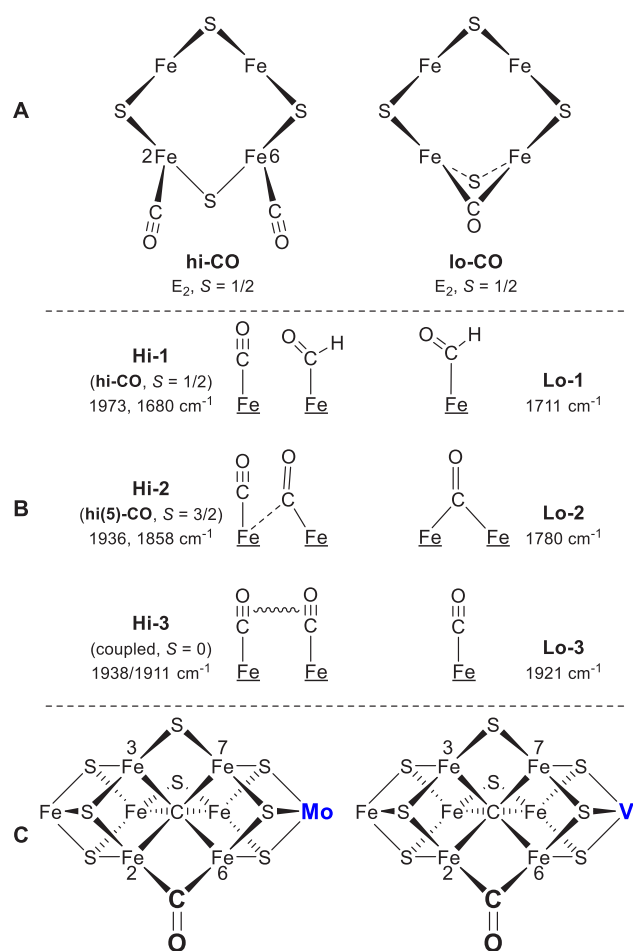 S
Fe Fe
A
S S
2Fe Fe6
S
C C
O O
hi-CO
E₂, S = 1/2
S
Fe Fe
S
Fe Fe
S
C
O
lo-CO
E₂, S = 1/2
B
Hi-1
(hi-CO, S = 1/2)
1973, 1680 cm⁻¹
O
C
Fe
O H
C
Fe
O H
C
Fe
Lo-1
1711 cm⁻¹
Hi-2
(hi(5)-CO, S = 3/2)
1936, 1858 cm⁻¹
O
C
Fe
O
C
Fe
O
C
Fe Fe
Lo-2
1780 cm⁻¹
Hi-3
(coupled, S = 0)
1938/1911 cm⁻¹
O O
C C
Fe Fe
O
C
Fe
Lo-3
1921 cm⁻¹
C
S
3 7
S Fe Fe S
S
Fe S Fe C Fe S Mo
S Fe Fe S
2 6
C
O
S
3 7
S Fe Fe S
S
Fe S Fe C Fe S V
S Fe Fe S
2 6
C
O